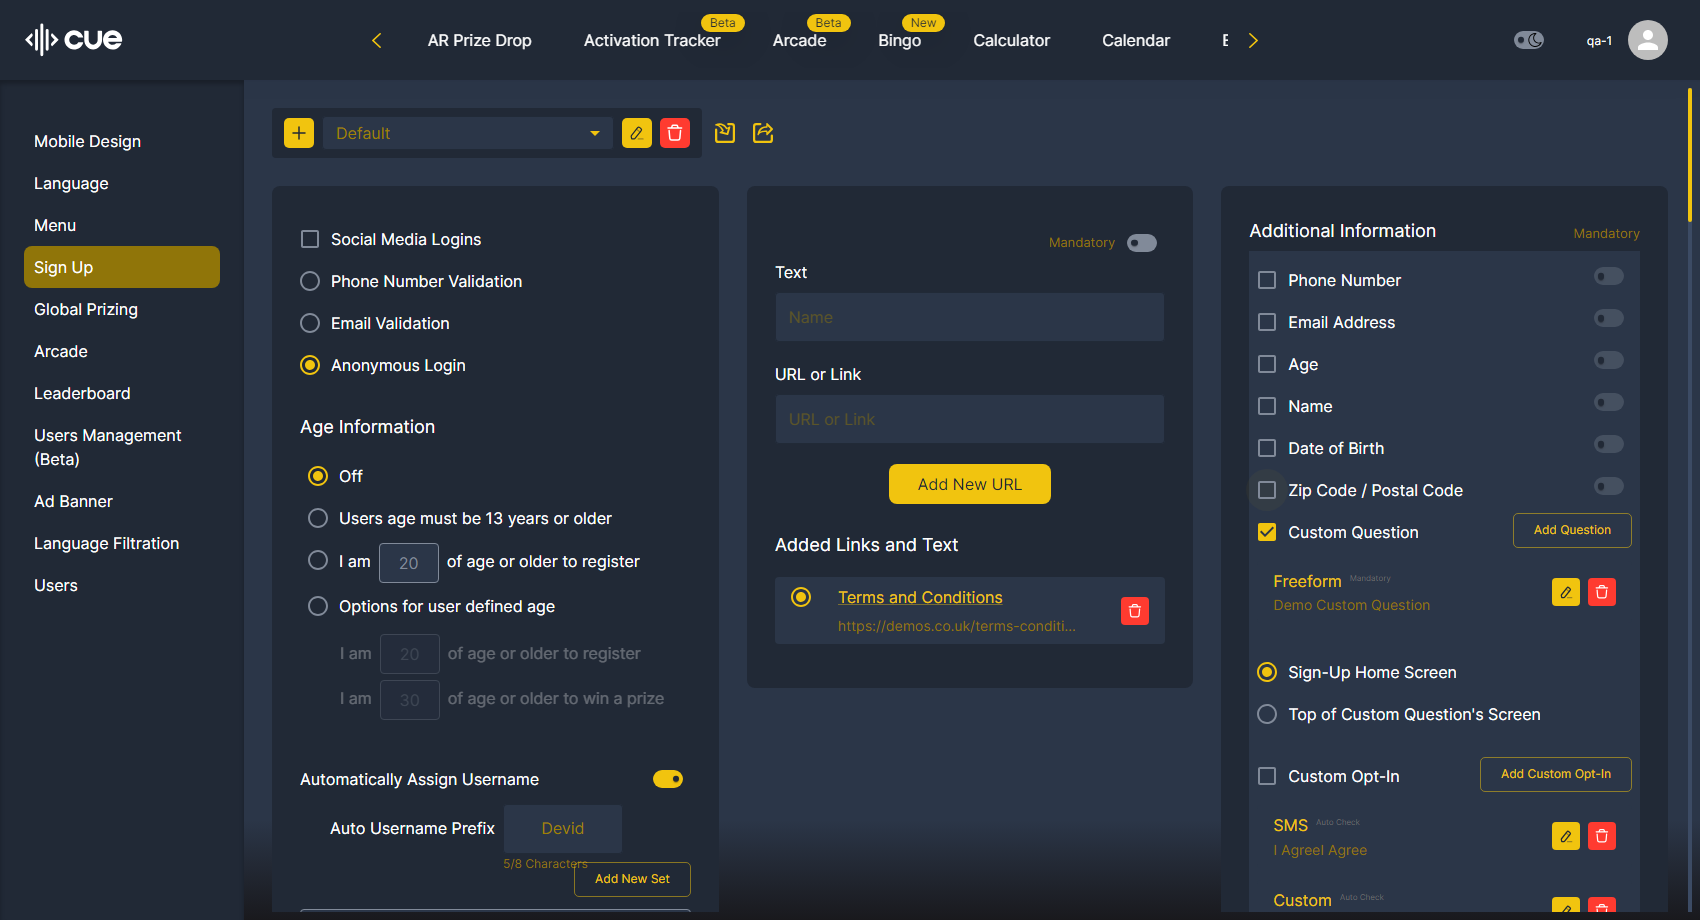 cue
AR Prize Drop
Activation Tracker
Beta
Arcade
Beta
Bingo
New
Calculator
Calendar
qa-1
Mobile Design
Language
Menu
Sign Up
Global Prizing
Arcade
Leaderboard
Users Management
(Beta)
Ad Banner
Language Filtration
Users
Default
Social Media Logins
Phone Number Validation
Email Validation
Anonymous Login
Age Information
Off
Users age must be 13 years or older
I am 20 of age or older to register
Options for user defined age
I am 20 of age or older to register
I am 30 of age or older to win a prize
Automatically Assign Username
Auto Username Prefix Devid
5/8 Characters
Add New Set
Mandatory
Text
Name
URL or Link
URL or Link
Add New URL
Added Links and Text
Terms and Conditions
https://demos.co.uk/terms-conditi...
Additional Information Mandatory
Phone Number
Email Address
Age
Name
Date of Birth
Zip Code / Postal Code
Custom Question Add Question
Freeform Mandatory
Demo Custom Question
Sign-Up Home Screen
Top of Custom Question's Screen
Custom Opt-In Add Custom Opt-In
SMS Auto Check
I AgreeI Agree
Custom Auto Check